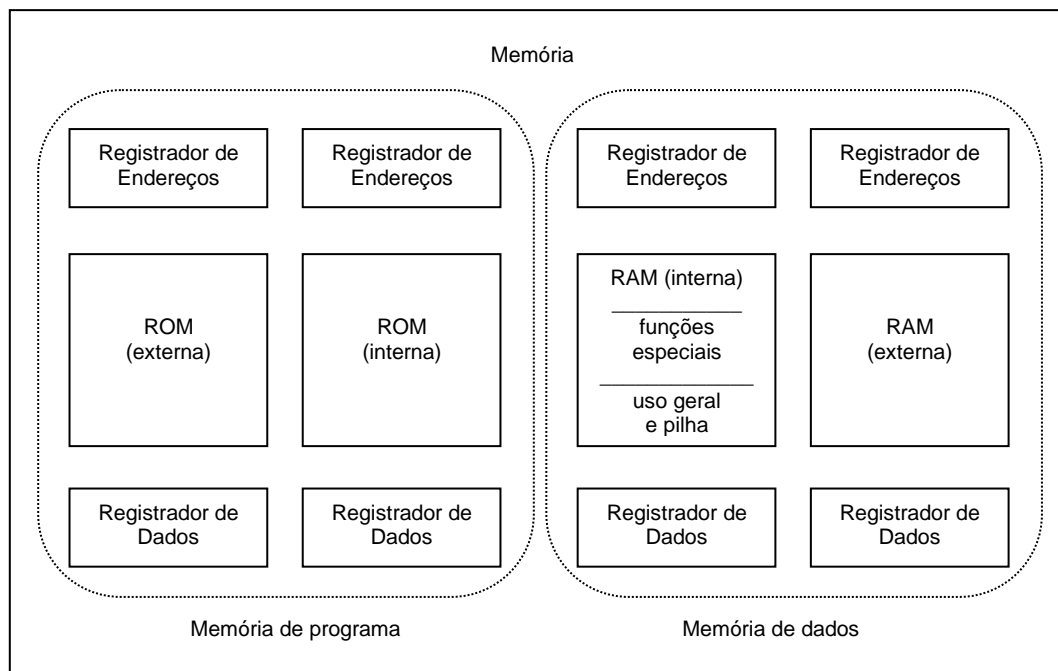 Memória
Registrador de
Endereços
Registrador de
Endereços
Registrador de
Endereços
Registrador de
Endereços
ROM
(externa)
ROM
(interna)
RAM (interna)
funções
especiais
uso geral
e pilha
RAM
(externa)
Registrador de
Dados
Registrador de
Dados
Registrador de
Dados
Registrador de
Dados
Memória de programa
Memória de dados